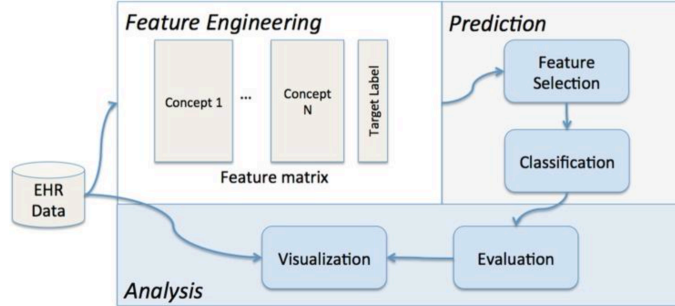 Feature Engineering
Prediction
Concept 1
...
Concept
N
Target Label
Feature matrix
Feature
Selection
Classification
EHR
Data
Visualization
Evaluation
Analysis